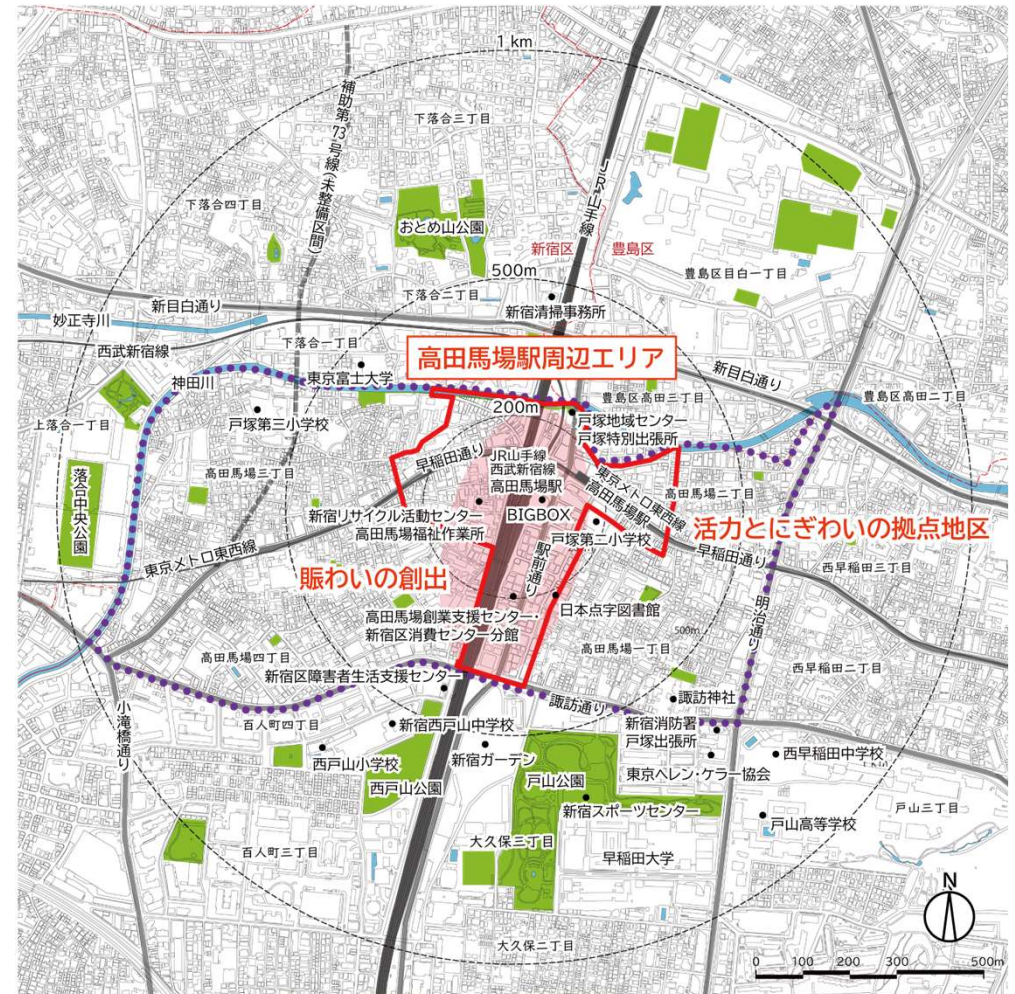 1 km
補助第73号線(未整備区間)
下落合三丁目
JR山手線
下落合四丁目
おとめ山公園
新宿区
豊島区
豊島区目白一丁目
500m
下落合二丁目
新宿清掃事務所
新目白通り
妙正寺川
西武新宿線
下落合一丁目
高田馬場駅周辺エリア
新目白通り
東京富士大学
神田川
豊島区高田三丁目
豊島区高田二丁目
200m
戸塚地域センター
戸塚特別出張所
上落合一丁目
戸塚第三小学校
早稲田通り
JR山手線
西武新宿線
高田馬場駅
東京メトロ東西線
高田馬場駅
高田馬場三丁目
高田馬場二丁目
落合中央公園
新宿リサイクル活動センター
高田馬場福祉作業所
BIGBOX
戸塚第二小学校
活力とにぎわいの拠点地区
早稲田通り
東京メトロ東西線
駅前通り
西早稲田三丁目
賑わいの創出
日本点字図書館
明治通り
高田馬場創業支援センター・
新宿区消費センター分館
500m
高田馬場一丁目
高田馬場四丁目
西早稲田二丁目
新宿区障害者生活支援センター
諏訪通り
諏訪神社
小滝橋通り
百人町四丁目
新宿西戸山中学校
新宿消防署
戸塚出張所
西戸山小学校
新宿ガーデン
西早稲田中学校
東京ヘレン・ケラー協会
西戸山公園
戸山公園
新宿スポーツセンター
戸山三丁目
戸山高等学校
大久保三丁目
百人町三丁目
早稲田大学
N
大久保二丁目
0 100 200 300 500m